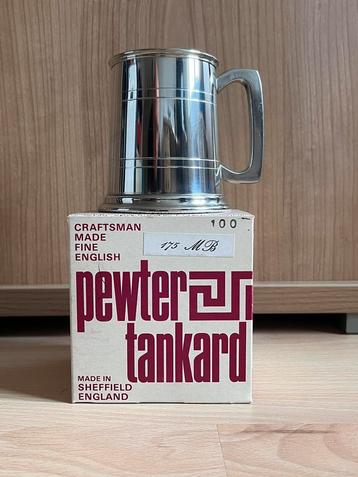 CRAFTSMAN
MADE
FINE
ENGLISH
100
175 MB
pewter
tankard
MADE IN
SHEFFIELD
ENGLAND